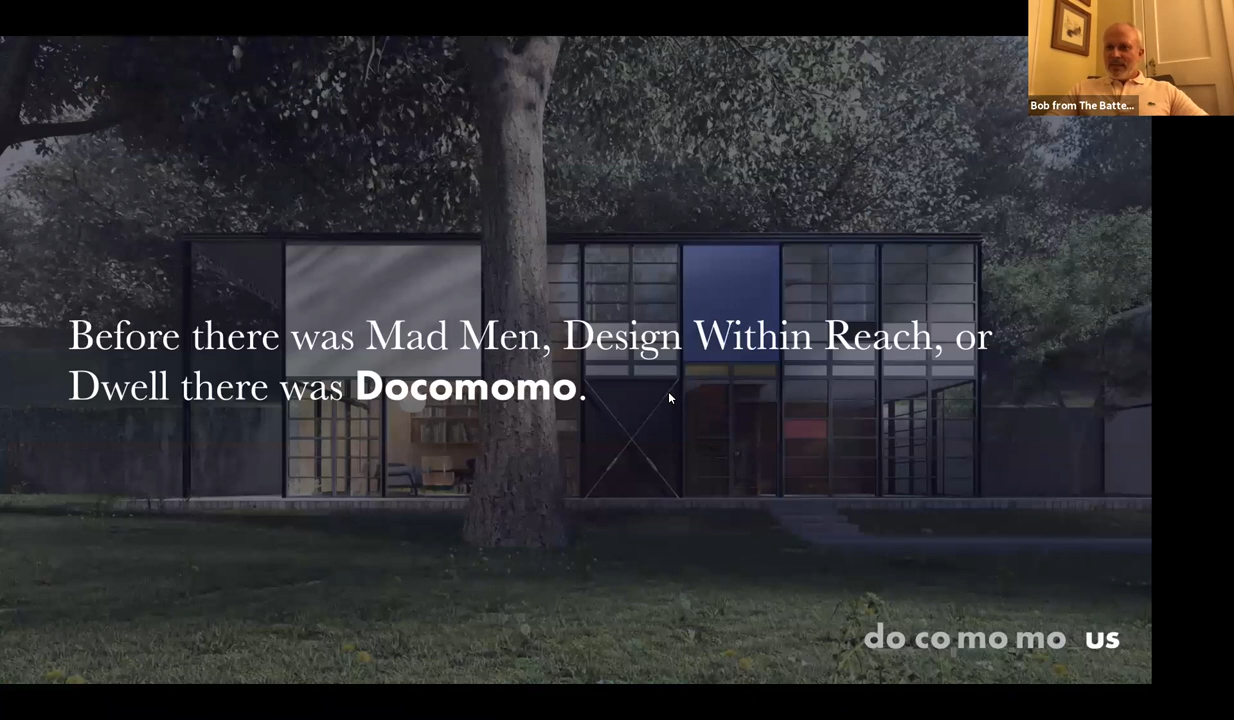 Bob from The Batte...
Before there was Mad Men, Design Within Reach, or
Dwell there was Docomomo.
do co mo mo us